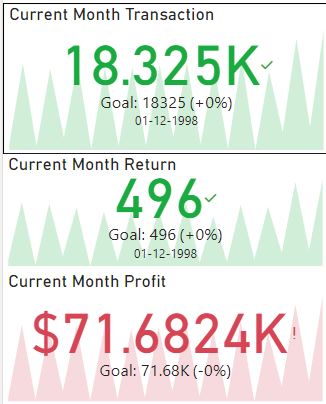 Current Month Transaction
18.325K✓
Goal: 18325 (+0%)
01-12-1998
Current Month Return
496✓
Goal: 496 (+0%)
01-12-1998
Current Month Profit
$71.6824K!
Goal: 71.68K (-0%)